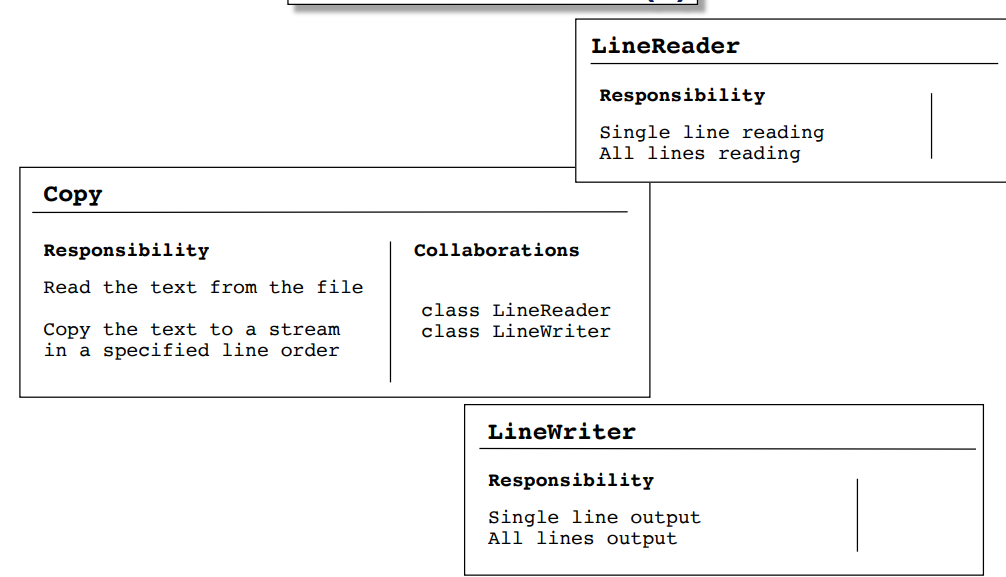 LineReader
Responsibility
Single line reading
All lines reading
Copy
Responsibility
Read the text from the file
Copy the text to a stream
in a specified line order
Collaborations
class LineReader
class LineWriter
LineWriter
Responsibility
Single line output
All lines output